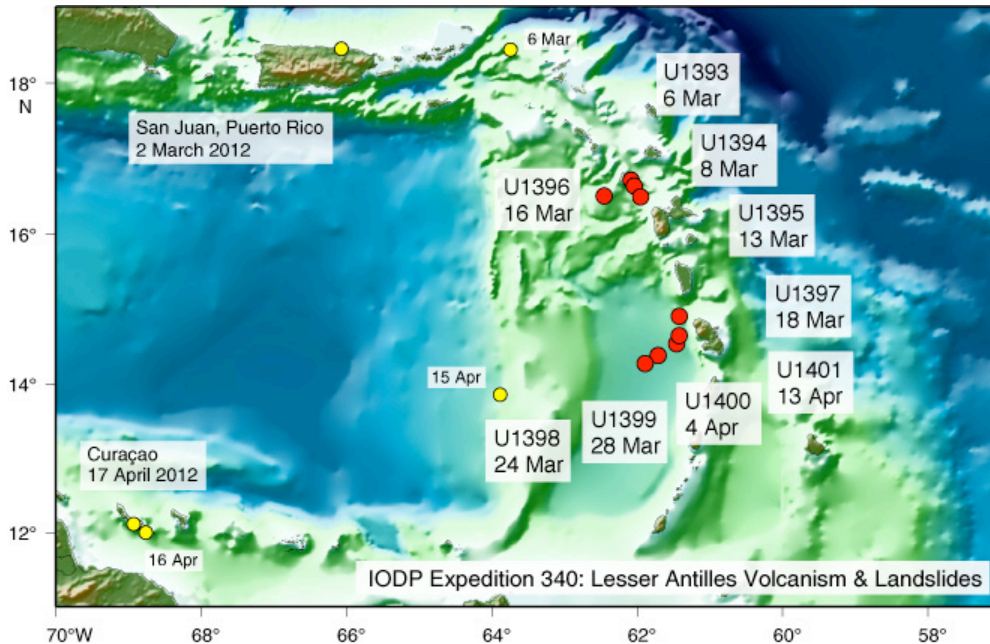 6 Mar
18°
N
U1393
6 Mar
San Juan, Puerto Rico
2 March 2012
U1394
8 Mar
U1396
16 Mar
U1395
13 Mar
16°
U1397
18 Mar
15 Apr
14°
U1401
13 Apr
U1400
4 Apr
U1399
28 Mar
U1398
24 Mar
Curaçao
17 April 2012
12°
16 Apr
IODP Expedition 340: Lesser Antilles Volcanism & Landslides
70°W
68°
66°
64°
62°
60°
58°